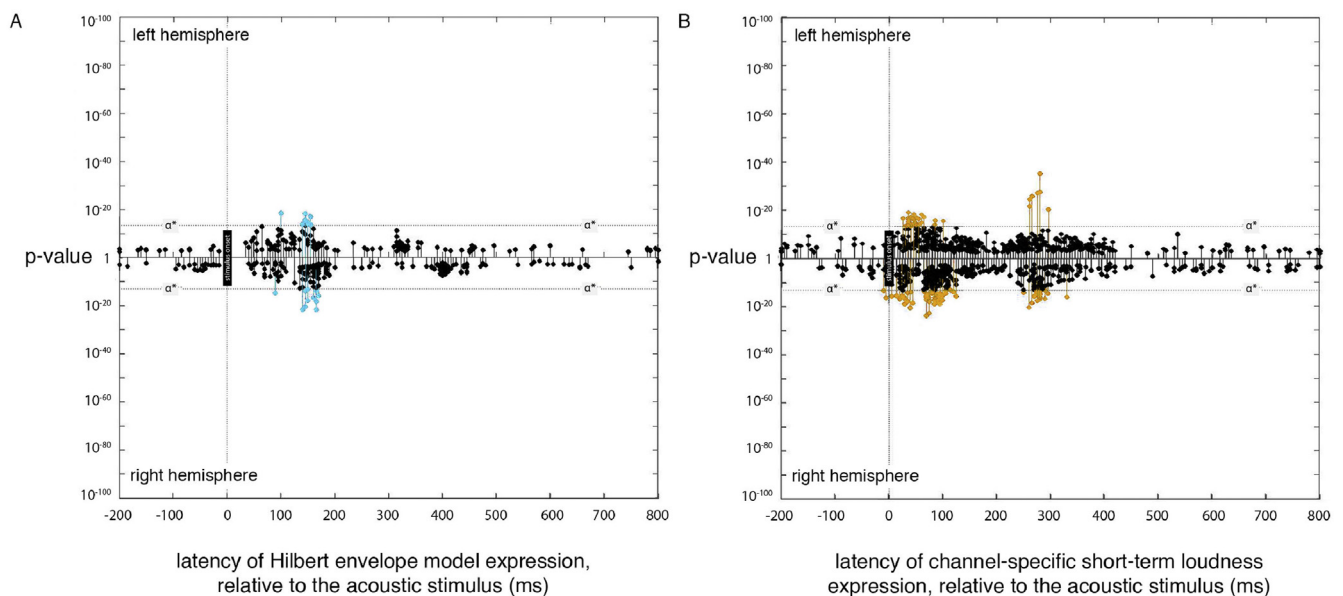 A
left hemisphere
10-100
10-80
10-60
10-40
10-20
p-value 1
10-20
10-40
10-60
10-80
10-100
α*
α*
stimulus onset
α*
α*
right hemisphere
-200 -100 0 100 200 300 400 500 600 700 800
latency of Hilbert envelope model expression,
relative to the acoustic stimulus (ms)
B
left hemisphere
10-100
10-80
10-60
10-40
10-20
p-value 1
10-20
10-40
10-60
10-80
10-100
α*
α*
α*
α*
right hemisphere
-200 -100 0 100 200 300 400 500 600 700 800
latency of channel-specific short-term loudness
expression, relative to the acoustic stimulus (ms)